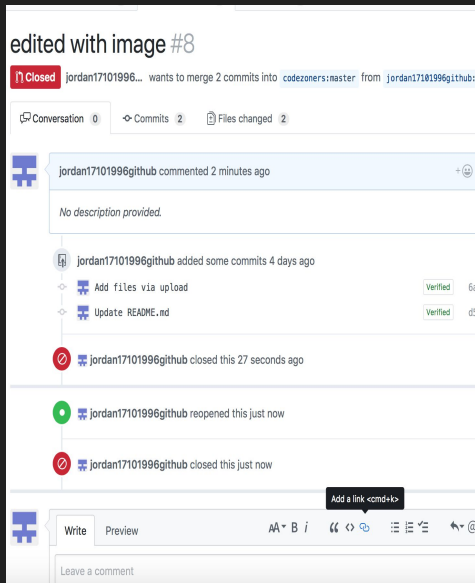 edited with image #8
Closed jordan17101996... wants to merge 2 commits into codezoners:master from jordan17101996github:
Conversation 0 Commits 2 Files changed 2
jordan17101996github commented 2 minutes ago
No description provided.
jordan17101996github added some commits 4 days ago
Add files via upload Verified 6a
Update README.md Verified d5
jordan17101996github closed this 27 seconds ago
jordan17101996github reopened this just now
jordan17101996github closed this just now
Add a link <cmd+k>
Write Preview AA B i
Leave a comment